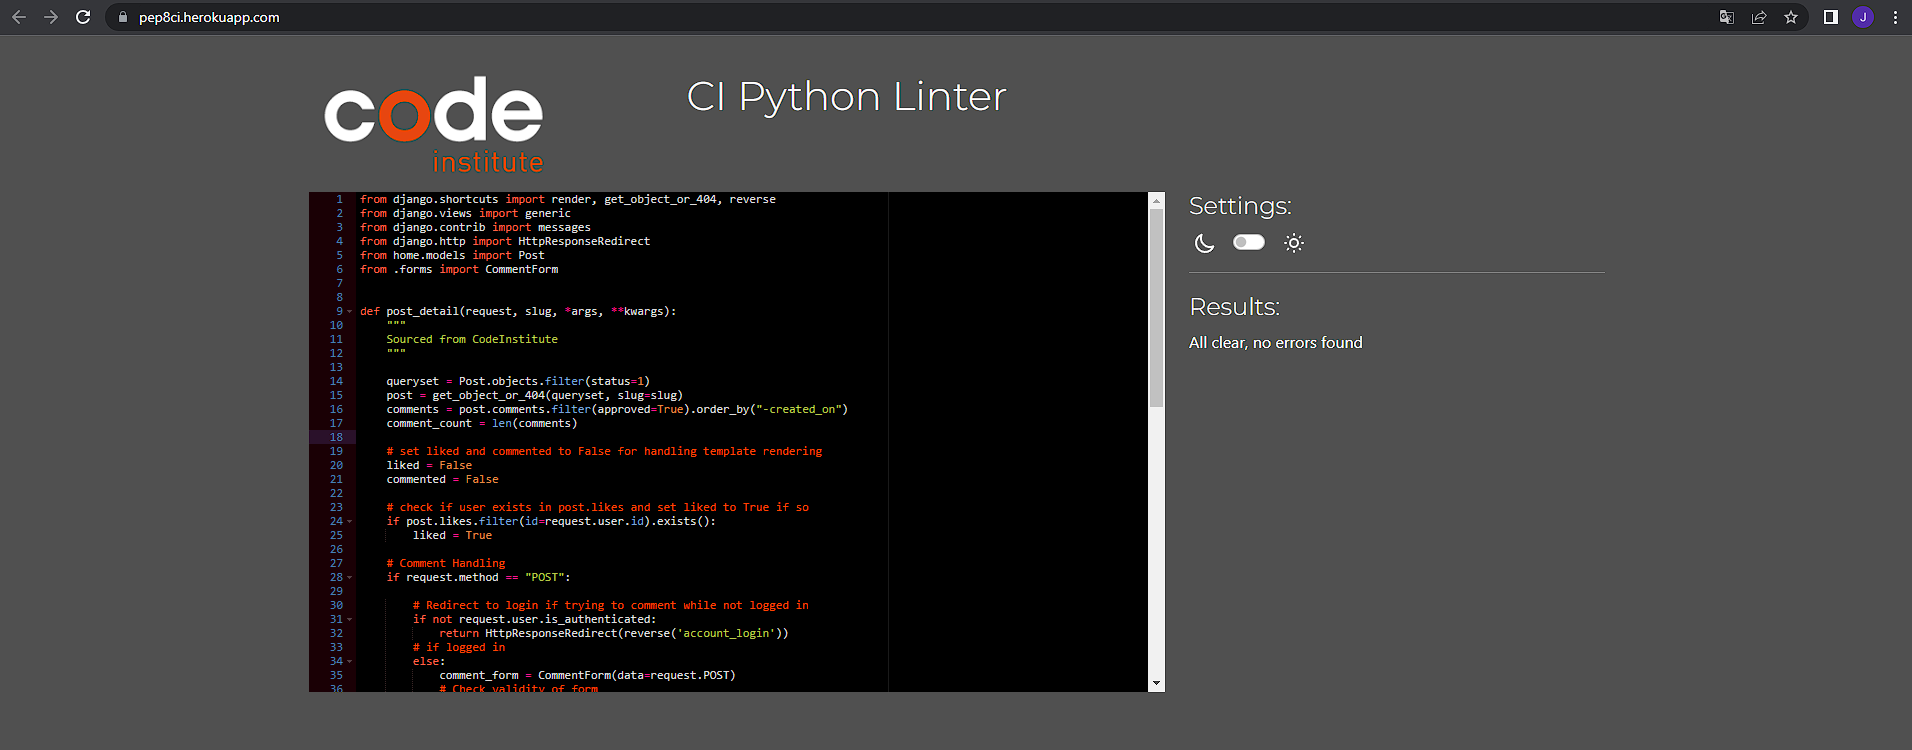 pep8ci.herokuapp.com
J
code
institute
CI Python Linter
1 from django.shortcuts import render, get_object_or_404, reverse
2 from django.views import generic
3 from django.contrib import messages
4 from django.http import HttpResponseRedirect
5 from home.models import Post
6 from .forms import CommentForm
7
8
9 def post_detail(request, slug, *args, **kwargs):
10     """
11     Sourced from CodeInstitute
12     """
13
14     queryset = Post.objects.filter(status=1)
15     post = get_object_or_404(queryset, slug=slug)
16     comments = post.comments.filter(approved=True).order_by("-created_on")
17     comment_count = len(comments)
18
19     # set liked and commented to False for handling template rendering
20     liked = False
21     commented = False
22
23     # check if user exists in post.likes and set liked to True if so
24     if post.likes.filter(id=request.user.id).exists():
25         liked = True
26
27     # Comment Handling
28     if request.method == "POST":
29
30         # Redirect to login if trying to comment while not logged in
31         if not request.user.is_authenticated:
32             return HttpResponseRedirect(reverse('account_login'))
33         # if logged in
34         else:
35             comment_form = CommentForm(data=request.POST)
36             # Check validity of form
Settings:
Results:
All clear, no errors found